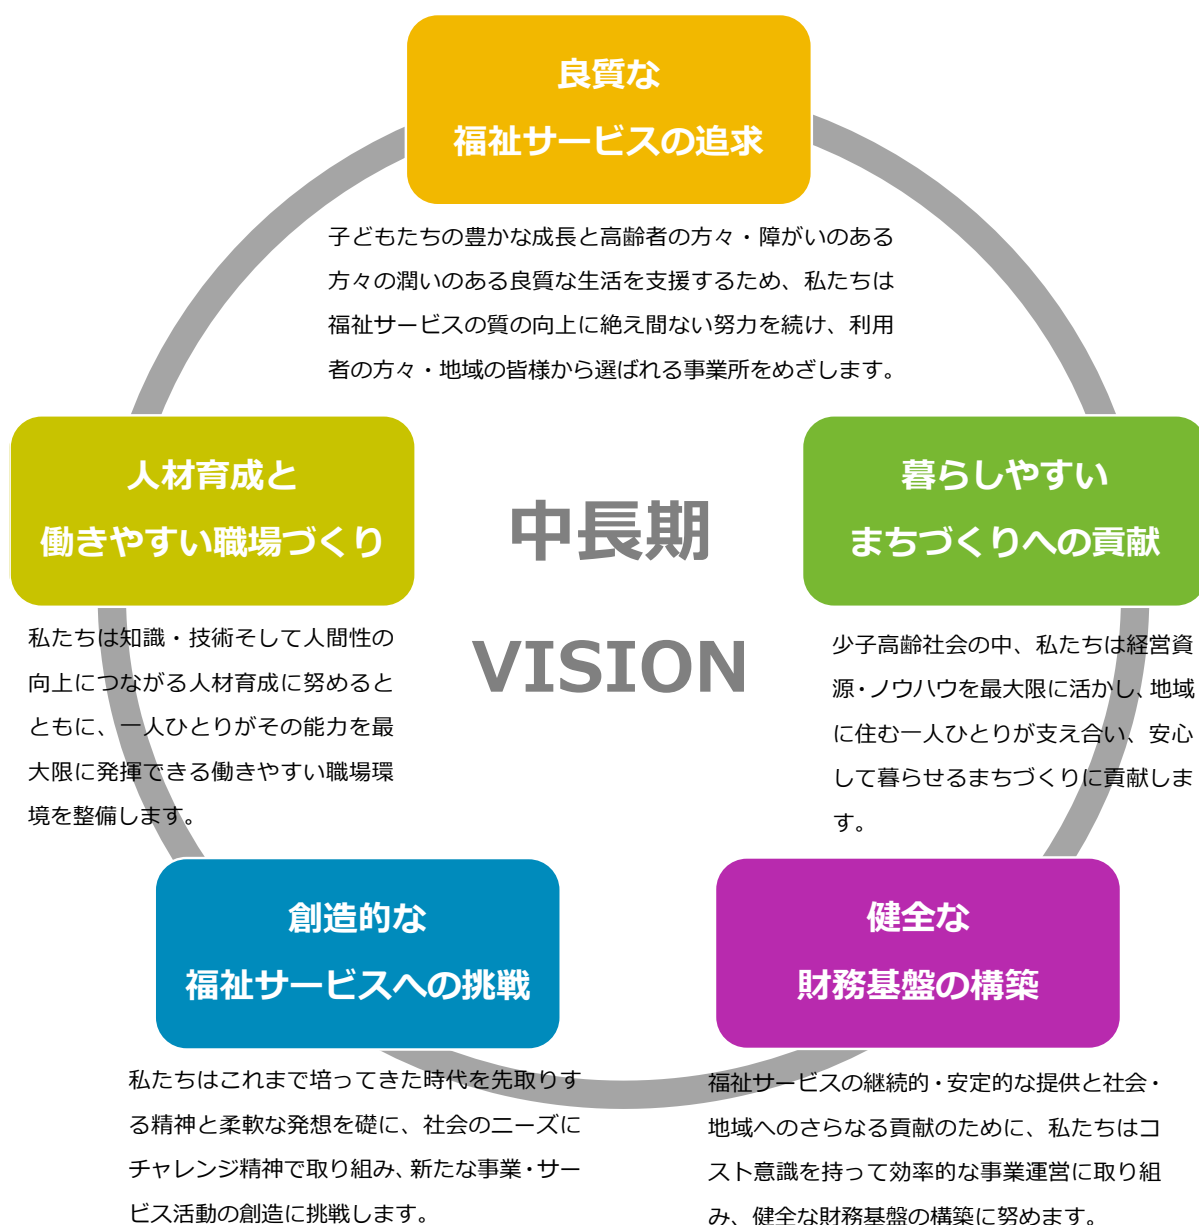 良質な
福祉サービスの追求
子どもたちの豊かな成長と高齢者の方々・障がいのある
方々の潤いのある良質な生活を支援するため、私たちは
福祉サービスの質の向上に絶え間ない努力を続け、利用
者の方々・地域の皆様から選ばれる事業所をめざします。
人材育成と
働きやすい職場づくり
私たちは知識・技術そして人間性の
向上につながる人材育成に努めると
ともに、一人ひとりがその能力を最
大限に発揮できる働きやすい職場環
境を整備します。
中長期
VISION
暮らしやすい
まちづくりへの貢献
少子高齢社会の中、私たちは経営資
源・ノウハウを最大限に活かし、地域
に住む一人ひとりが支え合い、安心
して暮らせるまちづくりに貢献しま
す。
創造的な
福祉サービスへの挑戦
私たちはこれまで培ってきた時代を先取りす
る精神と柔軟な発想を礎に、社会のニーズに
チャレンジ精神で取り組み、新たな事業・サー
ビス活動の創造に挑戦します。
健全な
財務基盤の構築
福祉サービスの継続的・安定的な提供と社会・
地域へのさらなる貢献のために、私たちはコ
スト意識を持って効率的な事業運営に取り組
み、健全な財務基盤の構築に努めます。